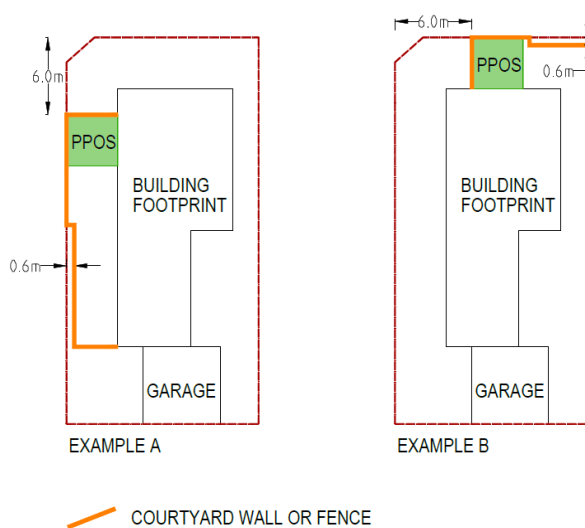 6.0m
PPOS
BUILDING
FOOTPRINT
0.6m
GARAGE
EXAMPLE A
6.0m
PPOS
0.6m
BUILDING
FOOTPRINT
GARAGE
EXAMPLE B
COURTYARD WALL OR FENCE